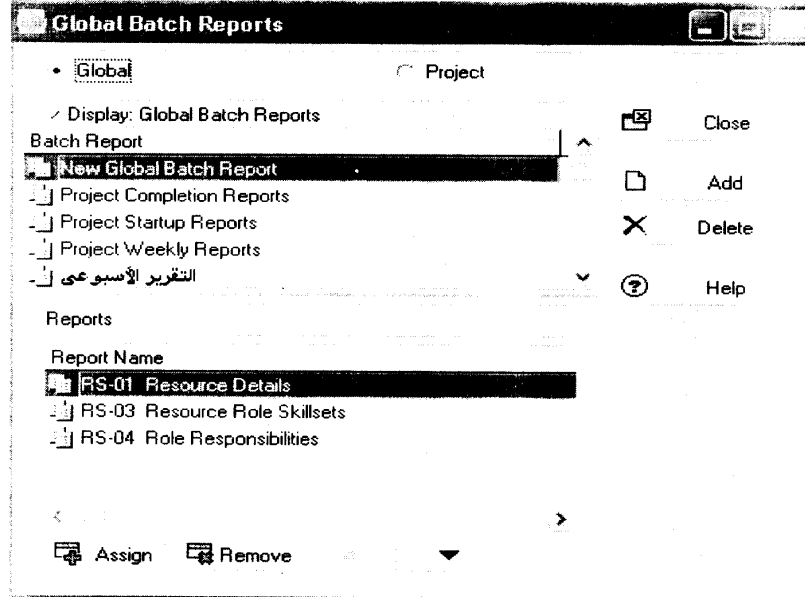 Global Batch Reports
Global Project
Display: Global Batch Reports
Batch Report
New Global Batch Report
Project Completion Reports
Project Startup Reports
Project Weekly Reports
التقرير الأسبوعى
Close
Add
Delete
Help
Reports
Report Name
RS-01 Resource Details
RS-03 Resource Role Skillsets
RS-04 Role Responsibilities
Assign Remove